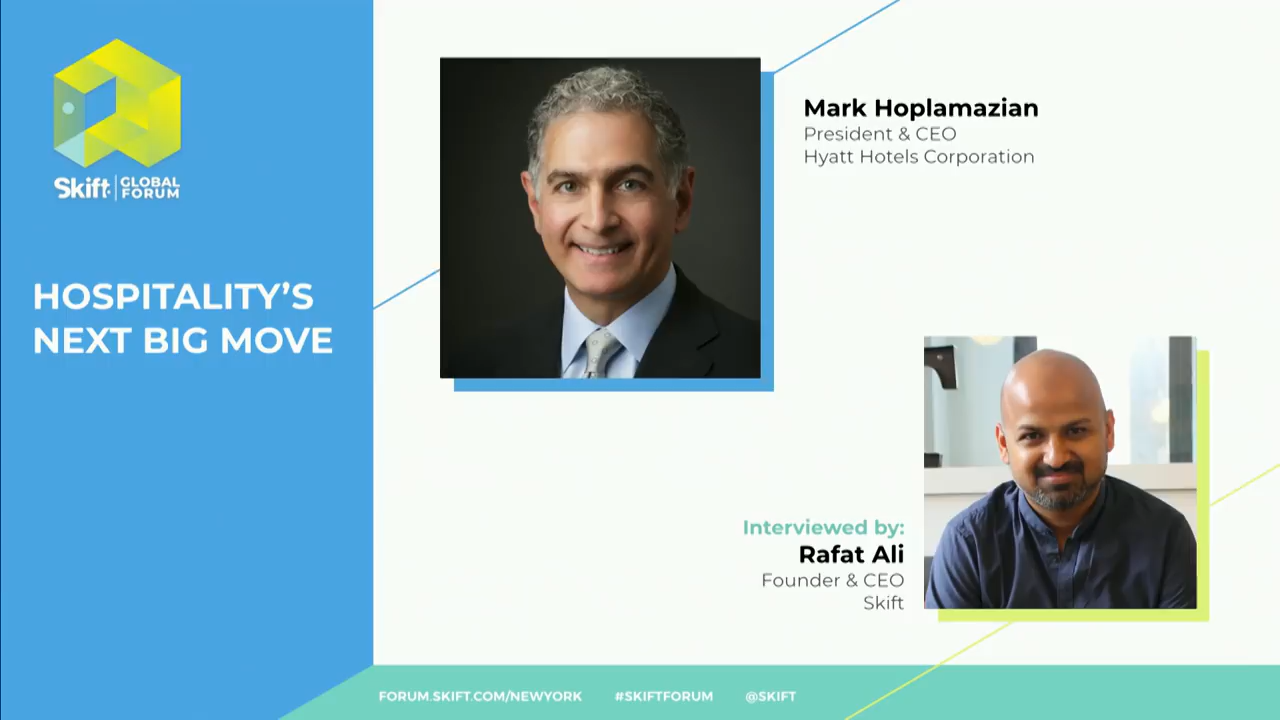 Skift
GLOBAL
FORUM
HOSPITALITY’S
NEXT BIG MOVE
Mark Hoplamazian
President & CEO
Hyatt Hotels Corporation
Interviewed by:
Rafat Ali
Founder & CEO
Skift
FORUM.SKIFT.COM/NEWYORK #SKIFTFORUM @SKIFT